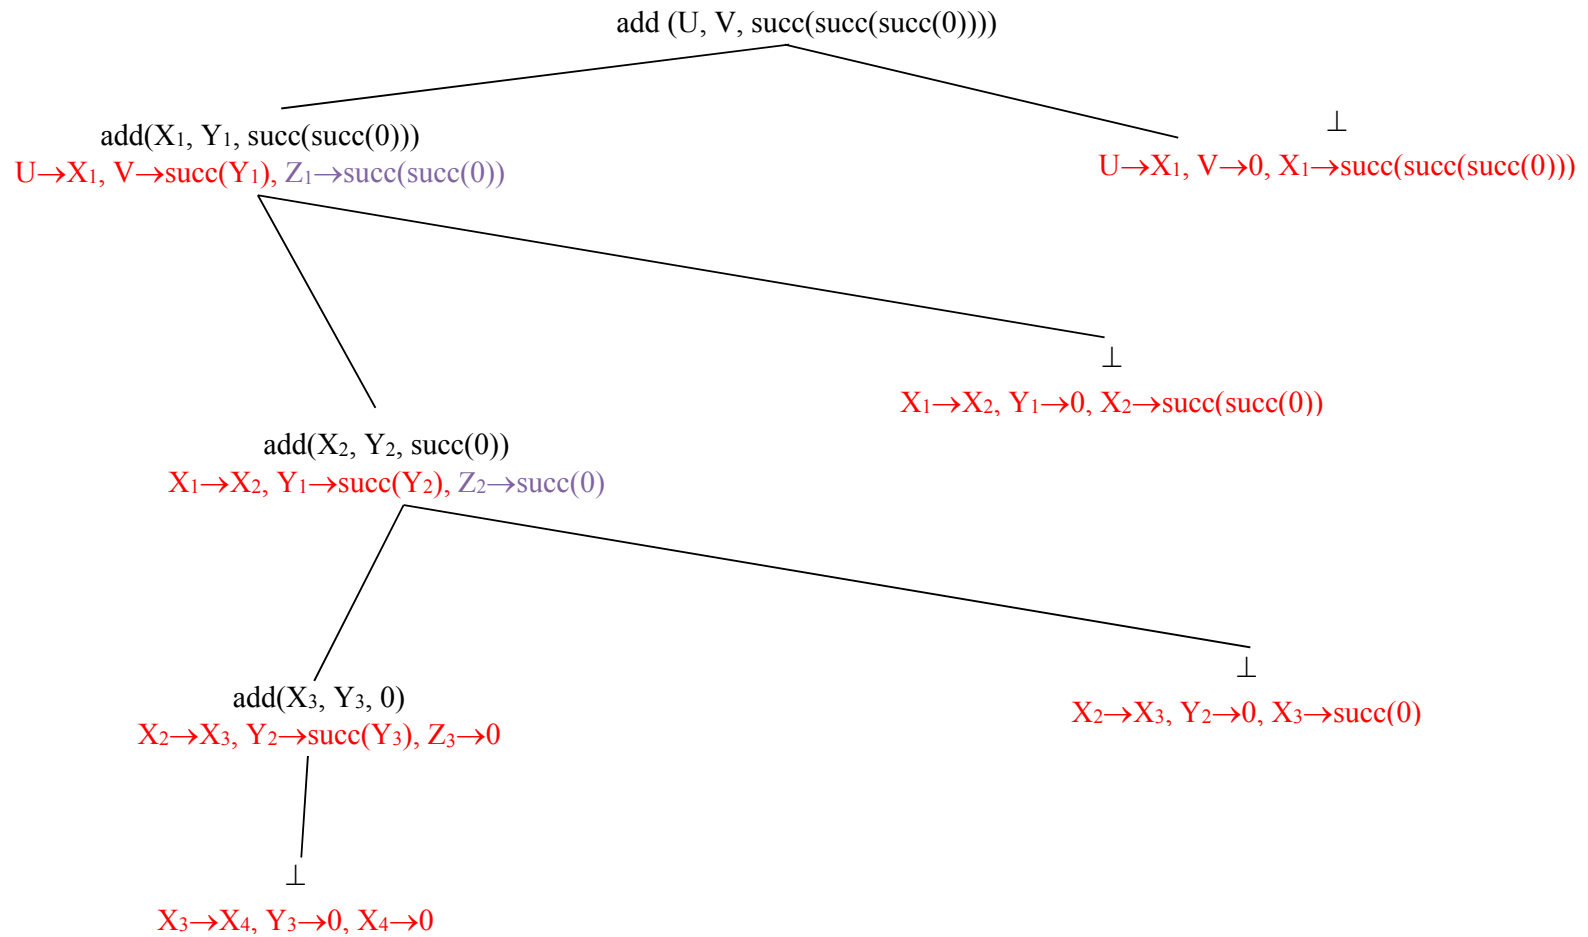 add (U, V, succ(succ(succ(0))))
⊥
add(X₁, Y₁, succ(succ(0)))
U→X₁, V→succ(Y₁), Z₁→succ(succ(0))
U→X₁, V→0, X₁→succ(succ(succ(0)))
⊥
X₁→X₂, Y₁→0, X₂→succ(succ(0))
add(X₂, Y₂, succ(0))
X₁→X₂, Y₁→succ(Y₂), Z₂→succ(0)
⊥
add(X₃, Y₃, 0)
X₂→X₃, Y₂→0, X₃→succ(0)
X₂→X₃, Y₂→succ(Y₃), Z₃→0
⊥
X₃→X₄, Y₃→0, X₄→0